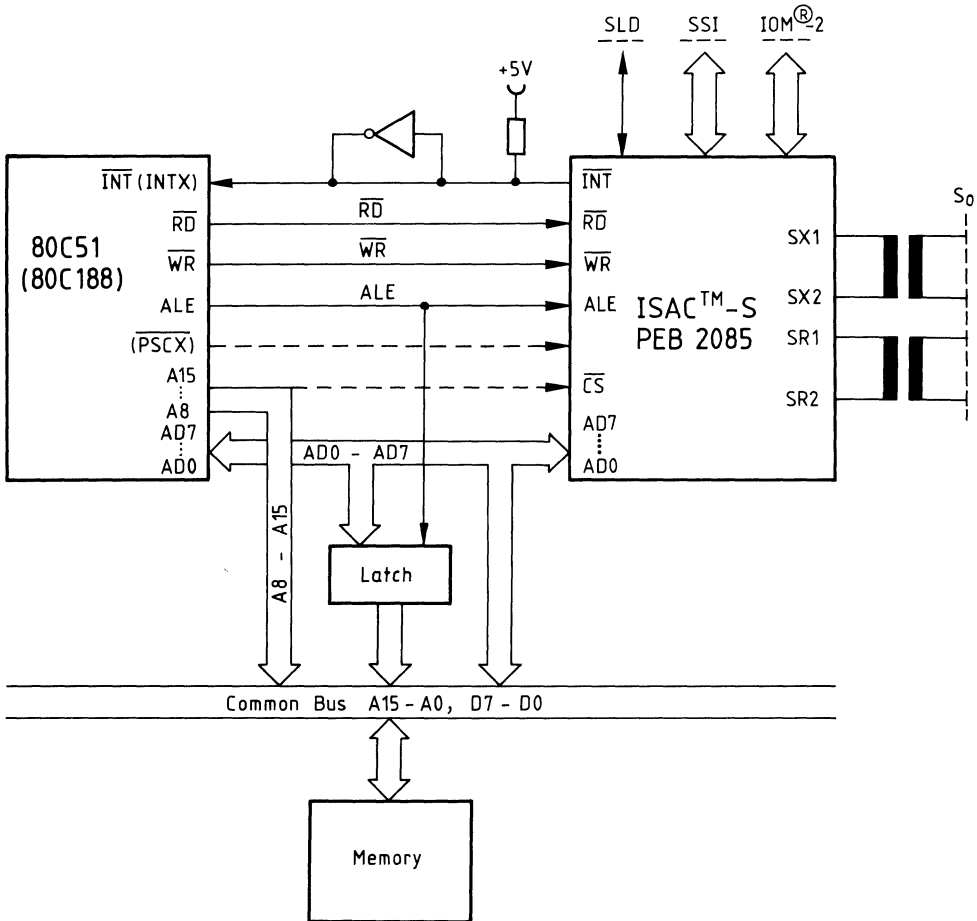 SLD SSI IOM®-2
+5V
INT (INTX)
RD
WR
ALE
(PSCX)
A15
⋮
A8
AD7
⋮
AD0
80C51
(80C188)
RD
WR
ALE
AD0 - AD7
A8 - A15
INT
RD
WR
ALE
CS
AD7
⋮
AD0
ISAC™-S
PEB 2085
SX1
SX2
SR1
SR2
S0
Latch
Common Bus A15-A0, D7-D0
Memory